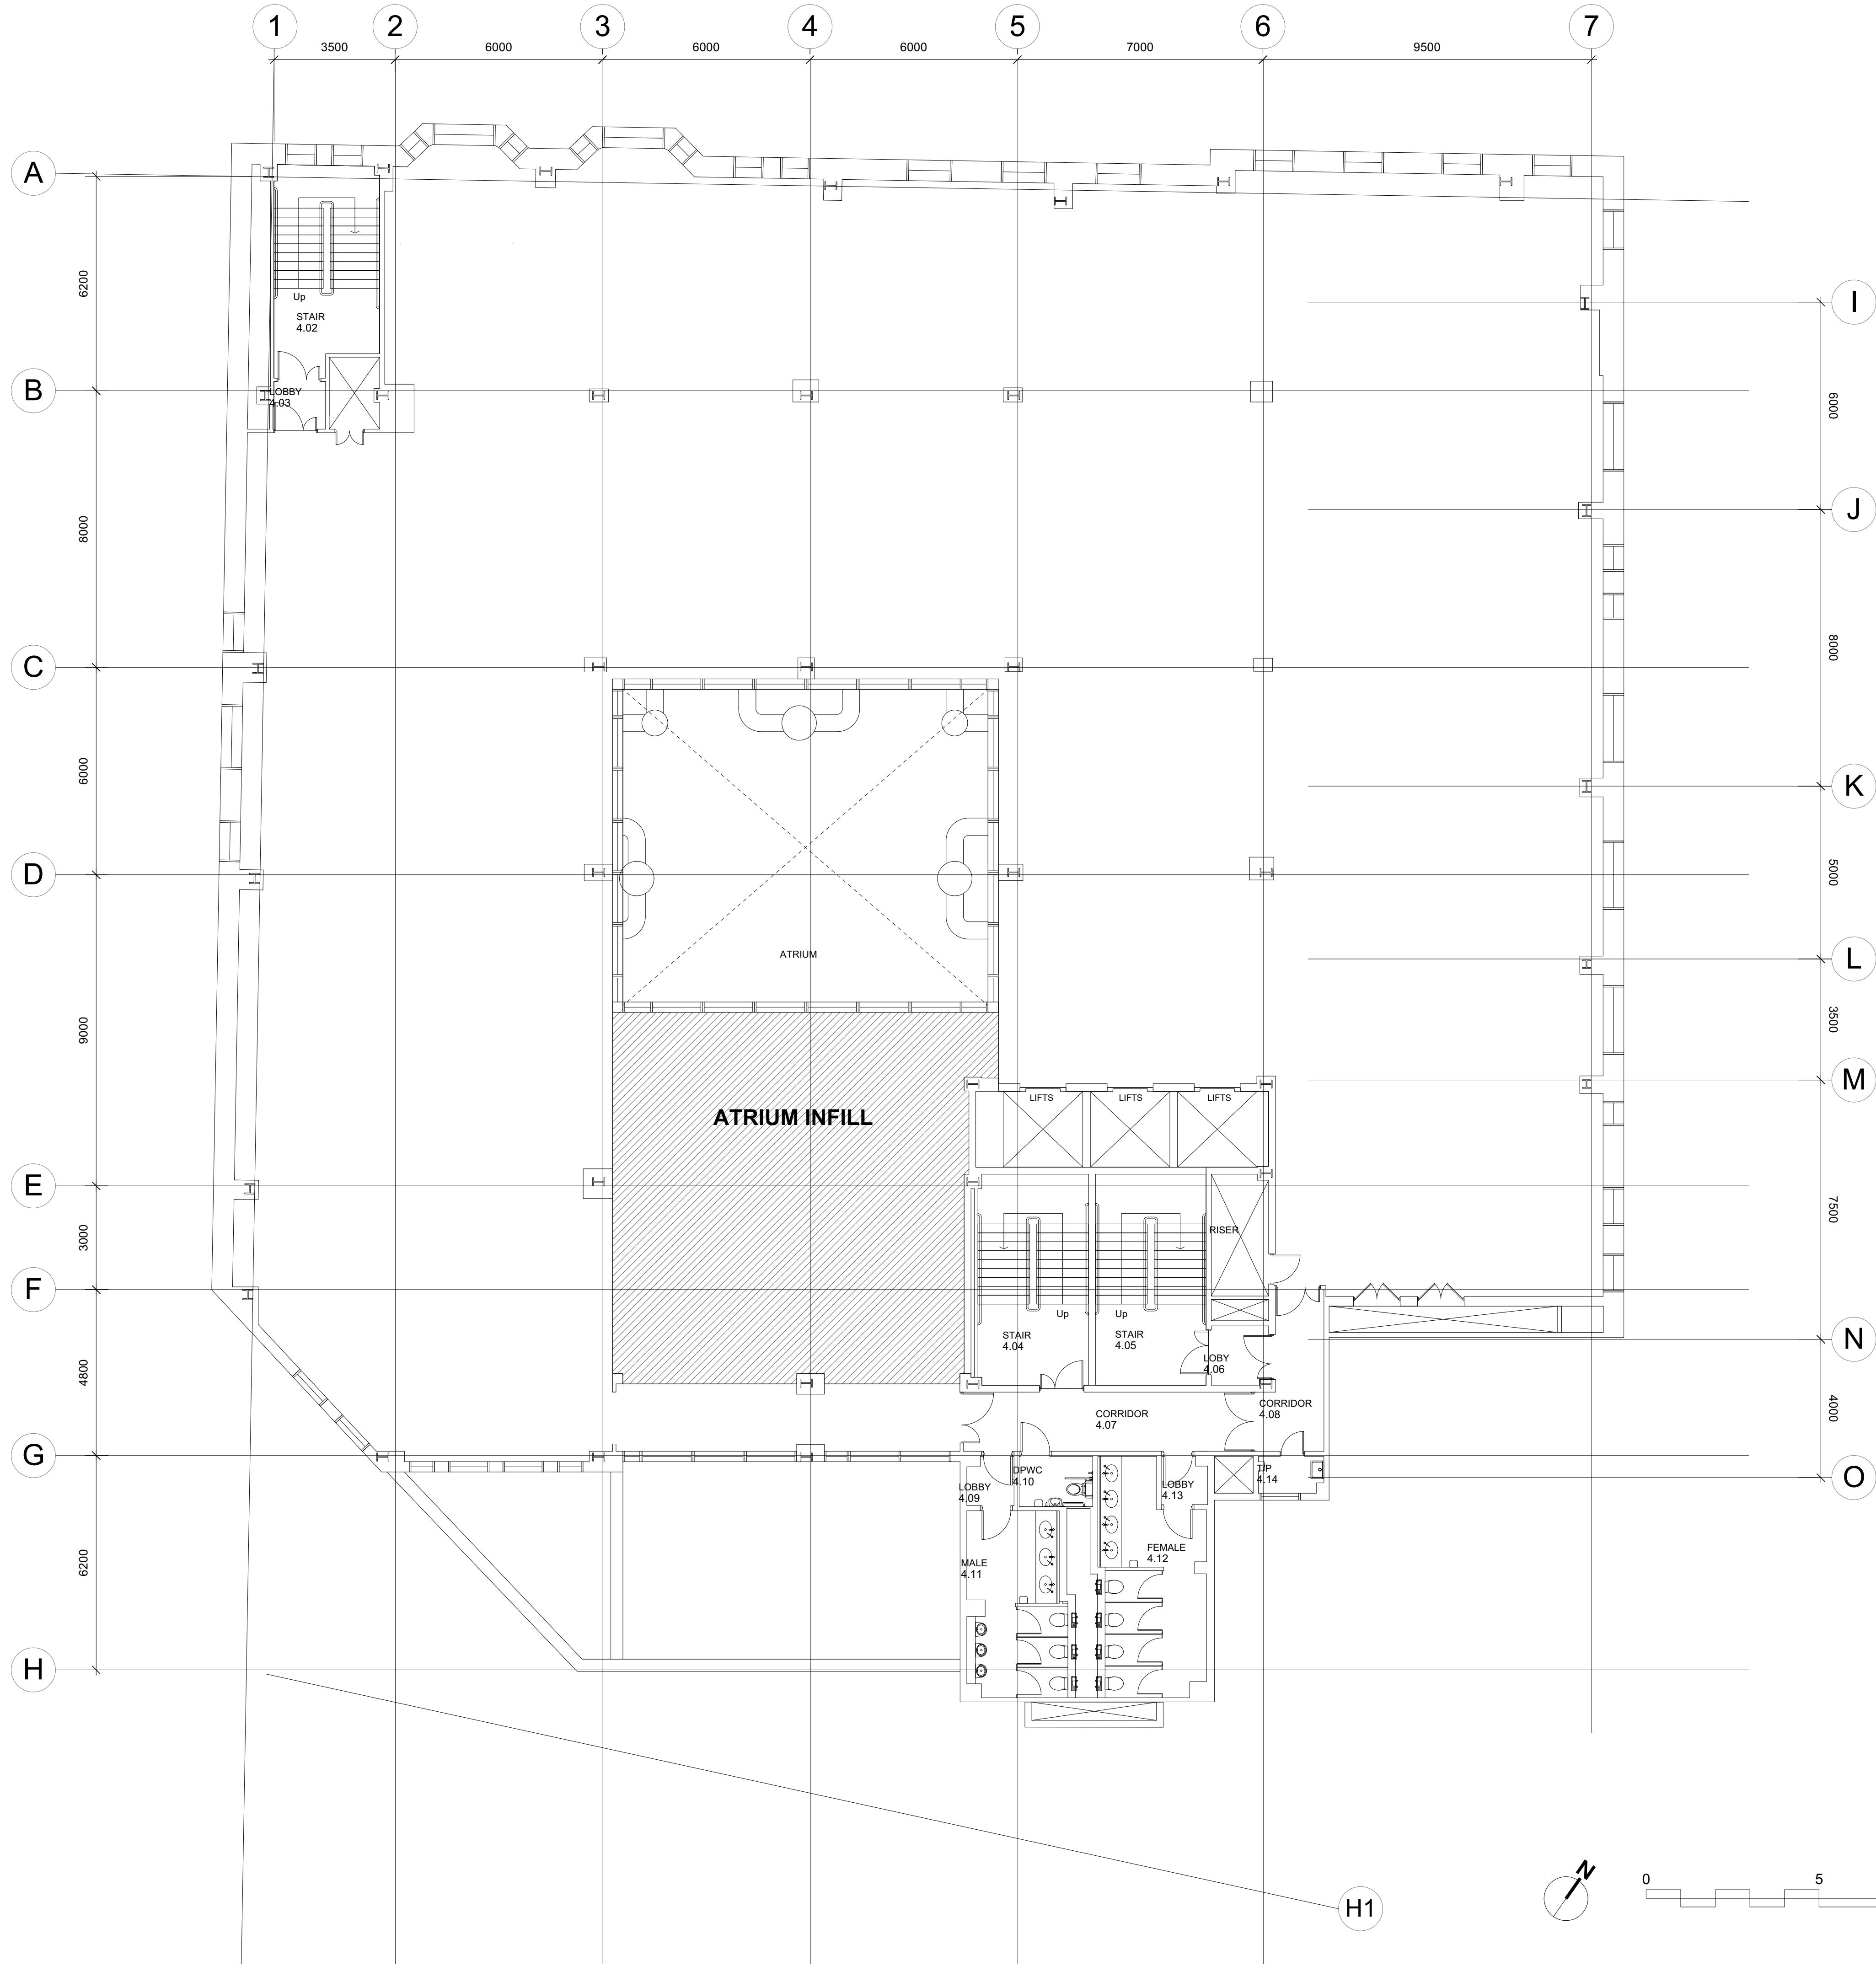 1
2
3
4
5
6
7
3500
6000
6000
6000
7000
9500
A
B
C
D
E
F
G
H
6200
8000
6000
9000
3000
4800
6200
I
J
K
L
M
N
O
6000
8000
5000
3500
7500
4000
Up
STAIR
4.02
LOBBY
4.03
ATRIUM
ATRIUM INFILL
LIFTS
LIFTS
LIFTS
RISER
Up
Up
STAIR
4.04
STAIR
4.05
LOBY
4.06
CORRIDOR
4.07
CORRIDOR
4.08
LOBBY
4.09
DPWC
4.10
LOBBY
4.13
T/P
4.14
MALE
4.11
FEMALE
4.12
H1
N
0
5